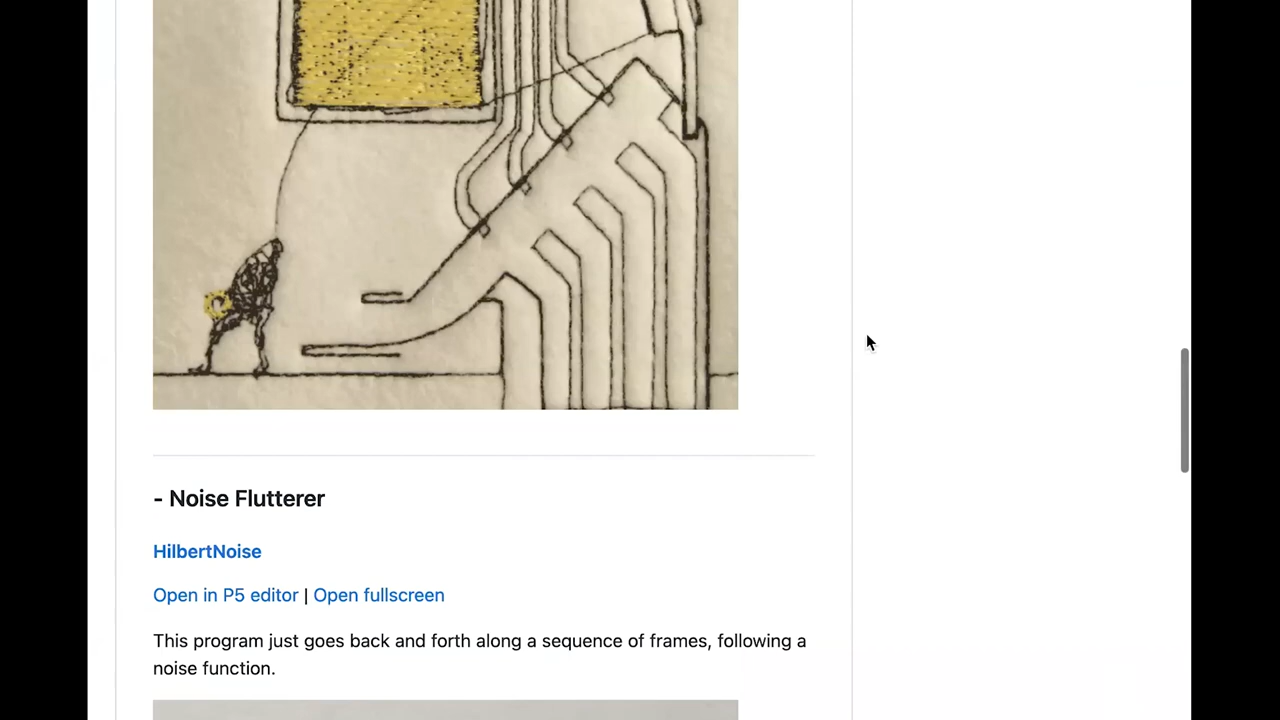 - Noise Flutterer
HilbertNoise
Open in P5 editor | Open fullscreen
This program just goes back and forth along a sequence of frames, following a
noise function.